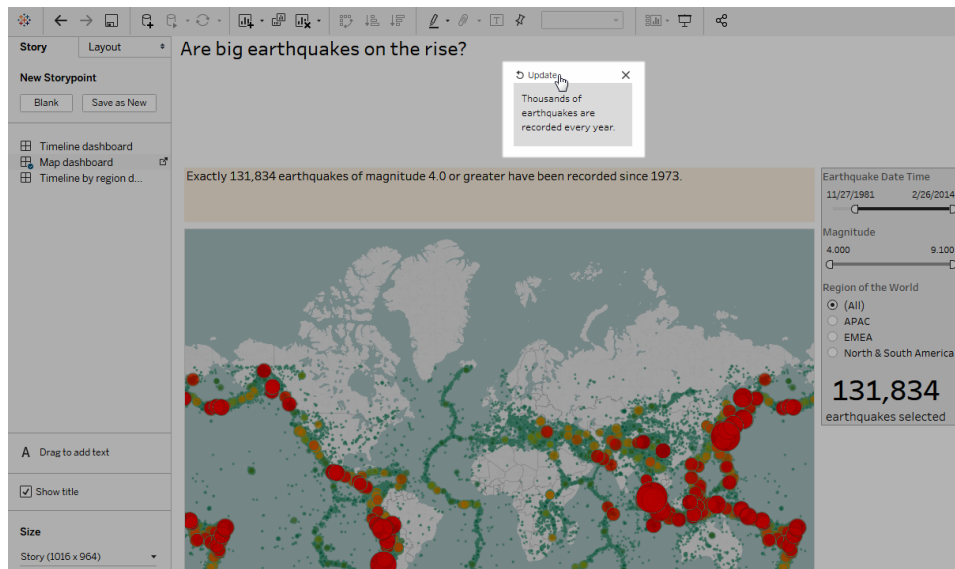 Story
Layout
Are big earthquakes on the rise?
New Storypoint
Blank
Save as New
Update
Thousands of
earthquakes are
recorded every year.
Timeline dashboard
Map dashboard
Timeline by region d...
Exactly 131,834 earthquakes of magnitude 4.0 or greater have been recorded since 1973.
Earthquake Date Time
11/27/1981 2/26/2014
Magnitude
4.000 9.100
Region of the World
(All)
APAC
EMEA
North & South America
131,834
earthquakes selected
A Drag to add text
Show title
Size
Story (1016 x 964)